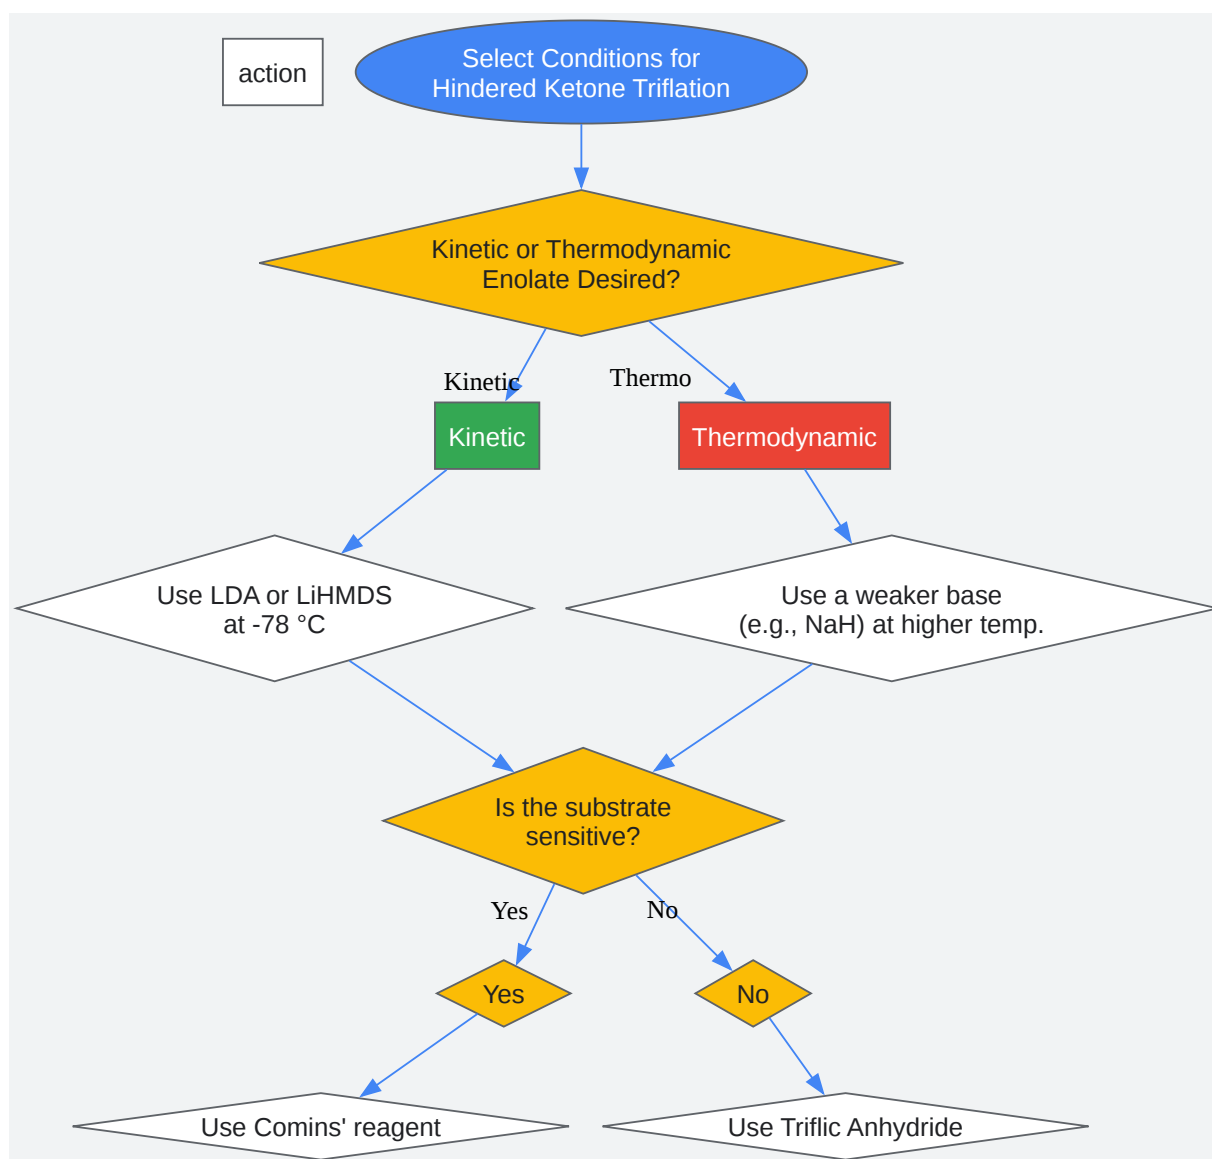 action
Select Conditions for
Hindered Ketone Triflation
Kinetic or Thermodynamic
Enolate Desired?
Kinetic
Thermo
Kinetic
Thermodynamic
Use LDA or LiHMDS
at -78 °C
Use a weaker base
(e.g., NaH) at higher temp.
Is the substrate
sensitive?
Yes
No
Yes
No
Use Comins' reagent
Use Triflic Anhydride